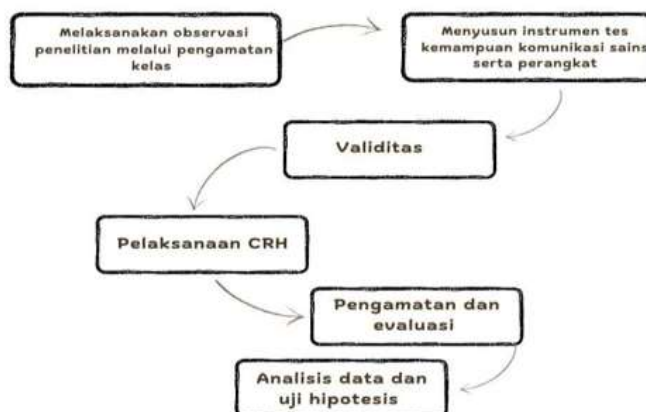 Melaksanakan observasi
penelitian melalui pengamatan
kelas
Menyusun instrumen tes
kemampuan komunikasi sains
serta perangkat
Validitas
Pelaksanaan CRH
Pengamatan dan
evaluasi
Analisis data dan
uji hipotesis